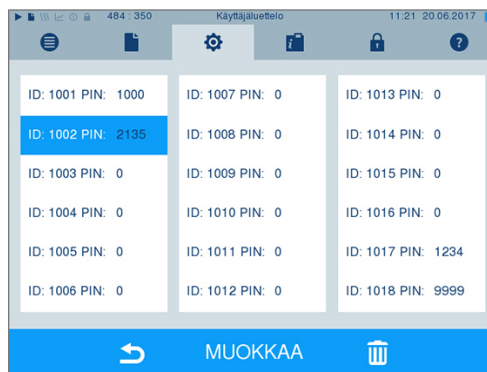 484 : 350 Käyttäjäluettelo 11:21 20.06.2017
ID: 1001 PIN: 1000
ID: 1002 PIN: 2135
ID: 1003 PIN: 0
ID: 1004 PIN: 0
ID: 1005 PIN: 0
ID: 1006 PIN: 0
ID: 1007 PIN: 0
ID: 1008 PIN: 0
ID: 1009 PIN: 0
ID: 1010 PIN: 0
ID: 1011 PIN: 0
ID: 1012 PIN: 0
ID: 1013 PIN: 0
ID: 1014 PIN: 0
ID: 1015 PIN: 0
ID: 1016 PIN: 0
ID: 1017 PIN: 1234
ID: 1018 PIN: 9999
MUOKKAA